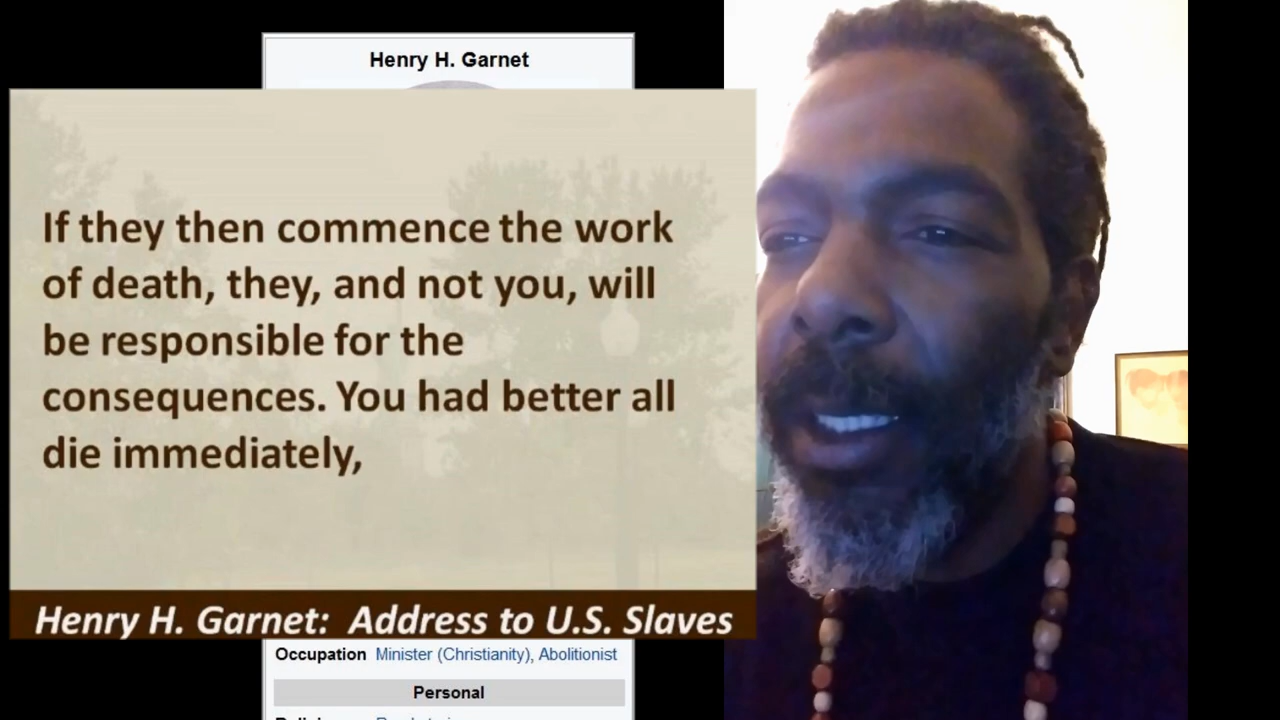 Henry H. Garnet
If they then commence the work
of death, they, and not you, will
be responsible for the
consequences. You had better all
die immediately,
Henry H. Garnet: Address to U.S. Slaves
Occupation Minister (Christianity), Abolitionist
Personal